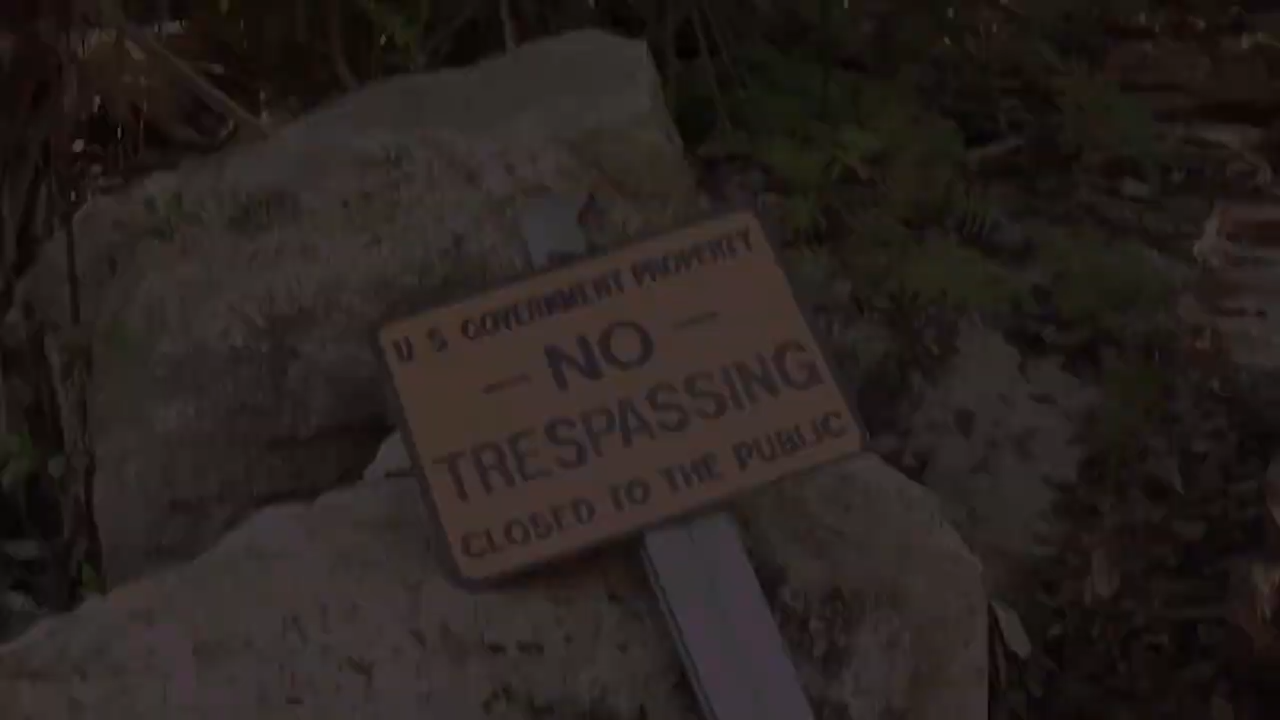 U S GOVERNMENT PROPERTY
— NO —
TRESPASSING
CLOSED TO THE PUBLIC